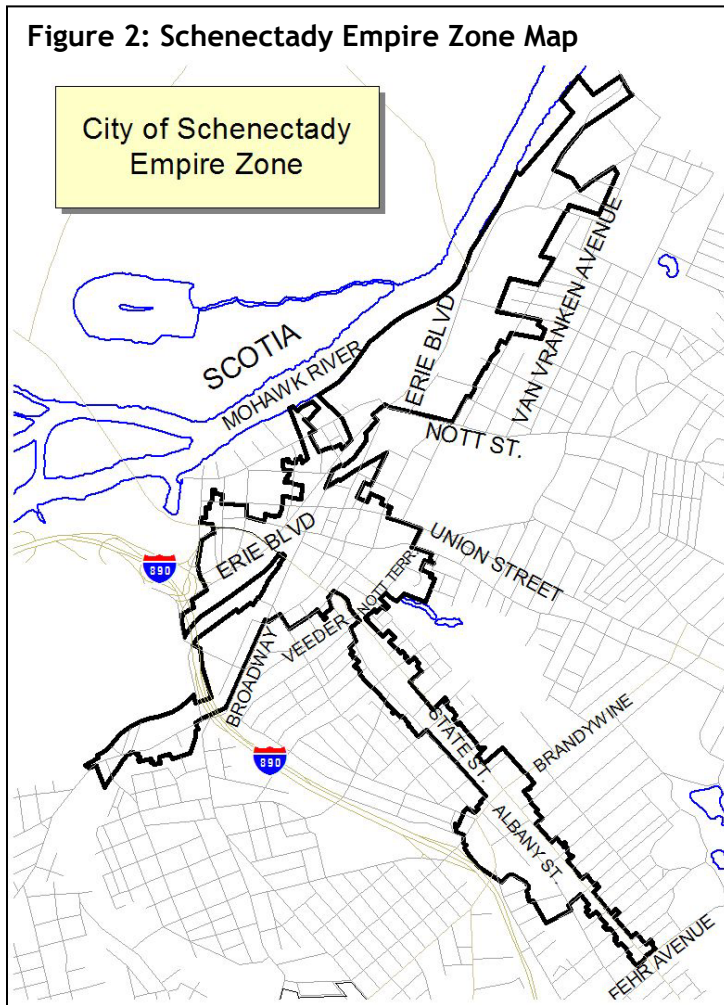 Figure 2: Schenectady Empire Zone Map
City of Schenectady
Empire Zone
VAN VRANKEN AVENUE
ERIE BLVD
SCOTIA
MOHAWK RIVER
NOTT ST.
ERIE BLVD
UNION STREET
NOTT TERR.
890
VEEDER
BROADWAY
STATE ST.
BRANDYWINE
890
ALBANY ST.
FEHR AVENUE